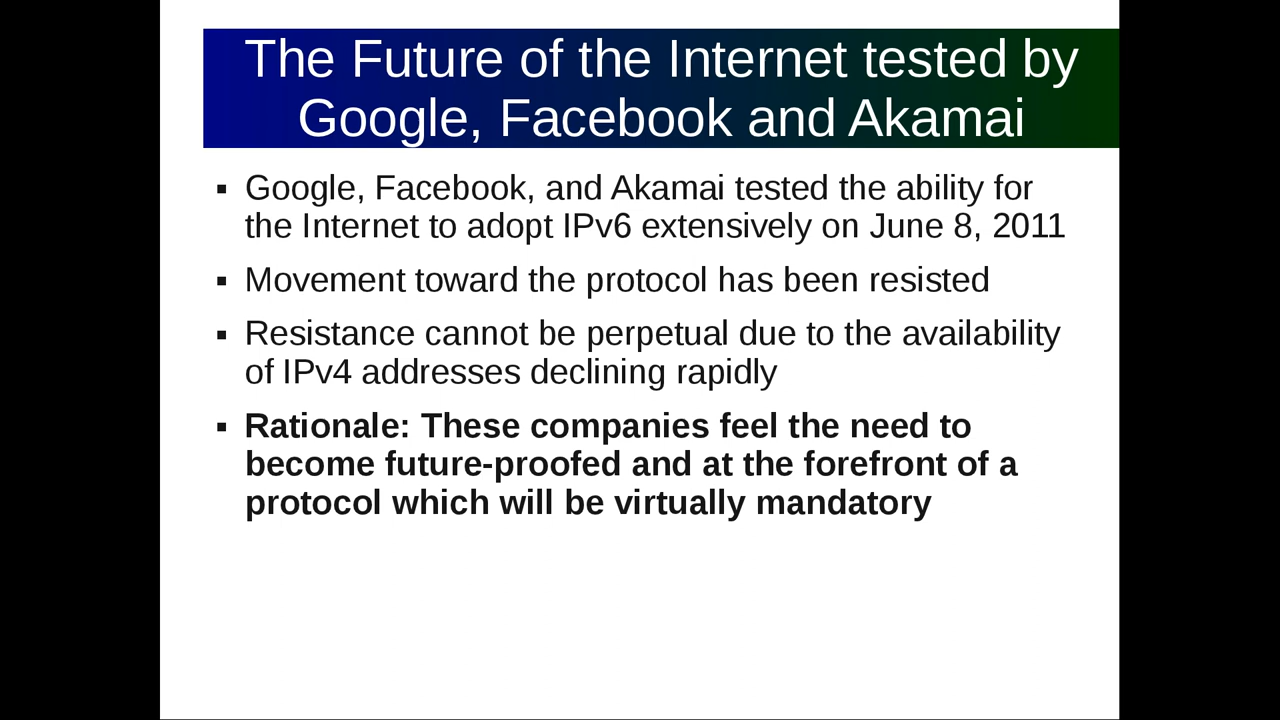 The Future of the Internet tested by
Google, Facebook and Akamai
▪ Google, Facebook, and Akamai tested the ability for
the Internet to adopt IPv6 extensively on June 8, 2011
▪ Movement toward the protocol has been resisted
▪ Resistance cannot be perpetual due to the availability
of IPv4 addresses declining rapidly
▪ Rationale: These companies feel the need to
become future-proofed and at the forefront of a
protocol which will be virtually mandatory